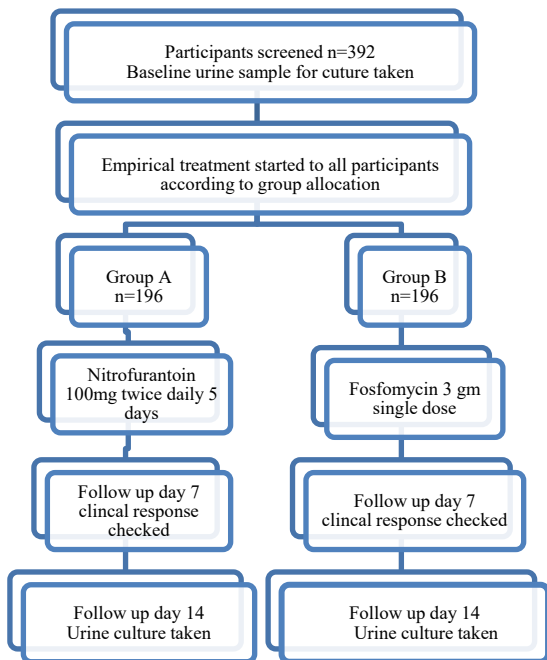 Participants screened n=392
Baseline urine sample for cuture taken
Empirical treatment started to all participants
according to group allocation
Group A
n=196
Group B
n=196
Nitrofurantoin
100mg twice daily 5
days
Fosfomycin 3 gm
single dose
Follow up day 7
clincal response
checked
Follow up day 7
clincal response checked
Follow up day 14
Urine culture taken
Follow up day 14
Urine culture taken